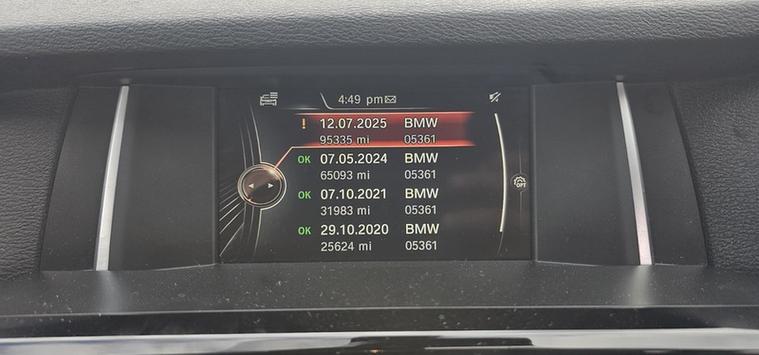 4:49 pm
! 12.07.2025 BMW
95335 mi 05361
OK 07.05.2024 BMW
65093 mi 05361
OK 07.10.2021 BMW
31983 mi 05361
OK 29.10.2020 BMW
25624 mi 05361
OPT